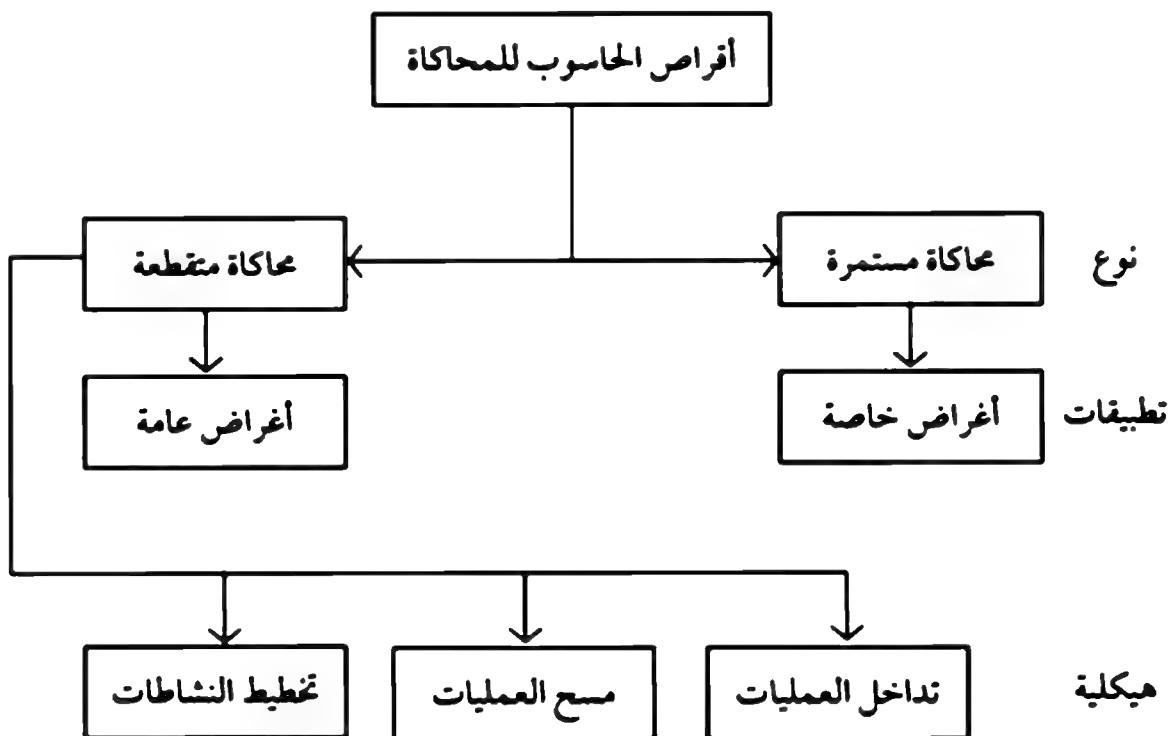 أقراص الحاسوب للمحاكاة
نوع
محاكاة مستمرة
محاكاة متقطعة
تطبيقات
أغراض خاصة
أغراض عامة
هيكلية
تداخل العمليات
مسح العمليات
تخطيط النشاطات